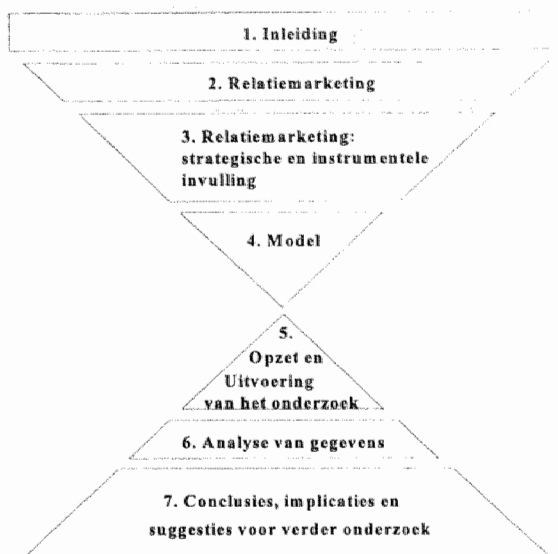 1. Inleiding
2. Relatiemarketing
3. Relatiemarketing:
strategische en instrumentele
invulling
4. Model
5.
Opzet en
Uitvoering
van het onderzoek
6. Analyse van gegevens
7. Conclusies, implicaties en
suggesties voor verder onderzoek